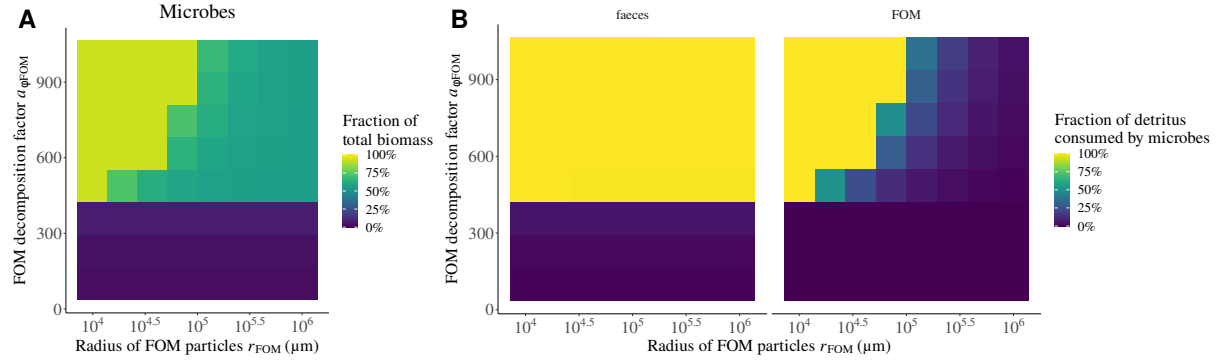 A
Microbes
FOM decomposition factor a_φFOM
900
600
300
0
10^4
10^4.5
10^5
10^5.5
10^6
Radius of FOM particles r_FOM (µm)
Fraction of
total biomass
100%
75%
50%
25%
0%
B
faeces
FOM
FOM decomposition factor a_φFOM
900
600
300
0
10^4
10^4.5
10^5
10^5.5
10^6
10^4
10^4.5
10^5
10^5.5
10^6
Radius of FOM particles r_FOM (µm)
Fraction of detritus
consumed by microbes
100%
75%
50%
25%
0%